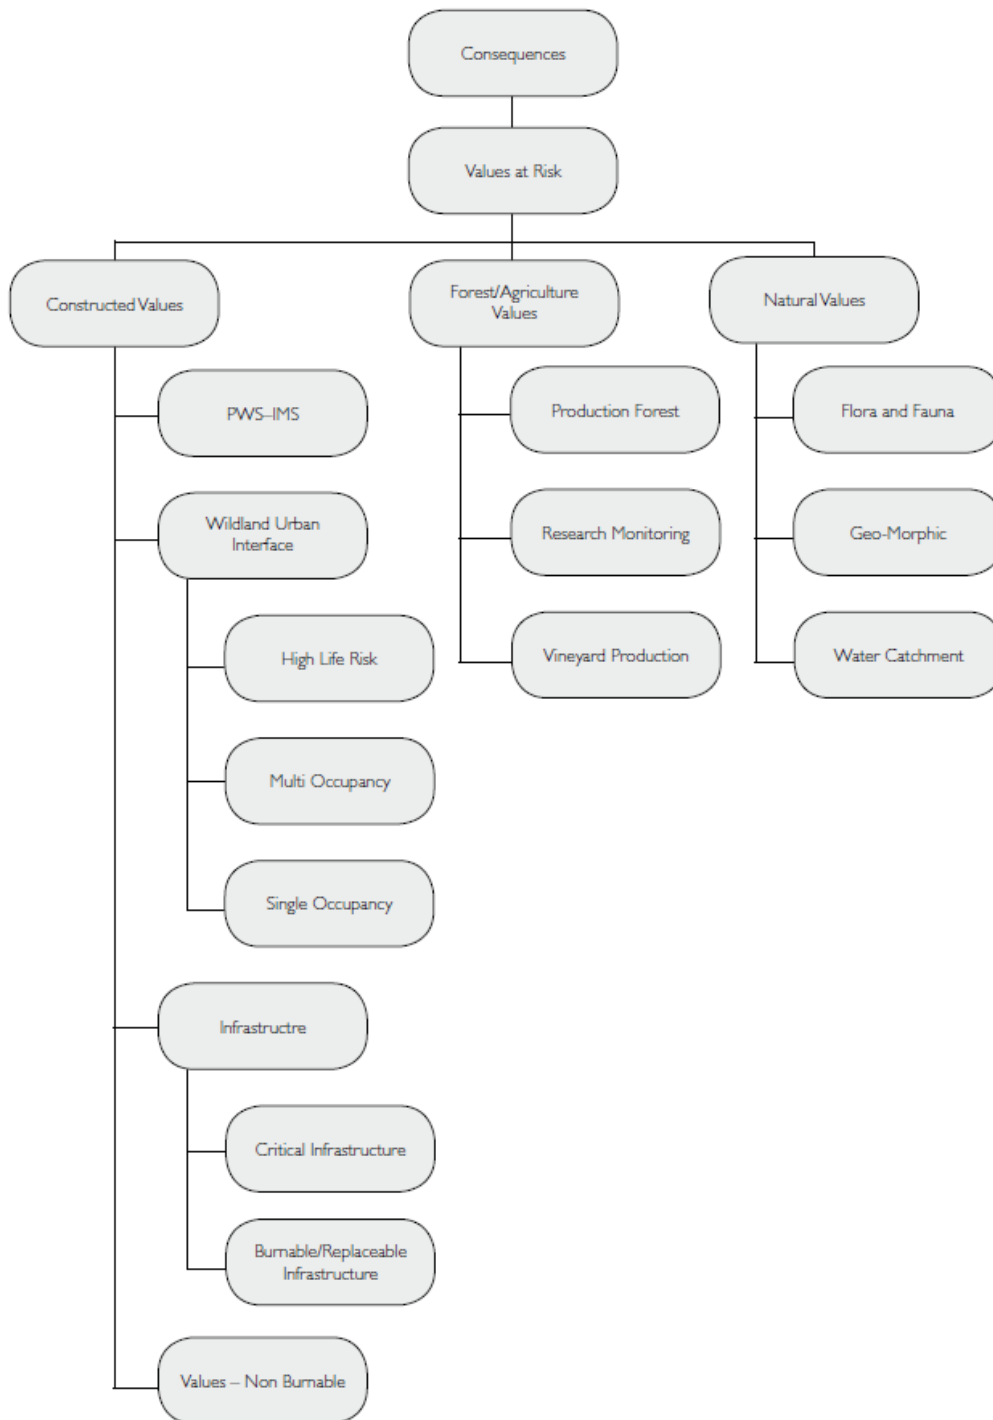 Consequences
Values at Risk
Constructed Values
Forest/Agriculture
Values
Natural Values
PWS–IMS
Production Forest
Flora and Fauna
Wildland Urban
Interface
Research Monitoring
Geo-Morphic
High Life Risk
Vineyard Production
Water Catchment
Multi Occupancy
Single Occupancy
Infrastructre
Critical Infrastructure
Burnable/Replaceable
Infrastructure
Values – Non Burnable